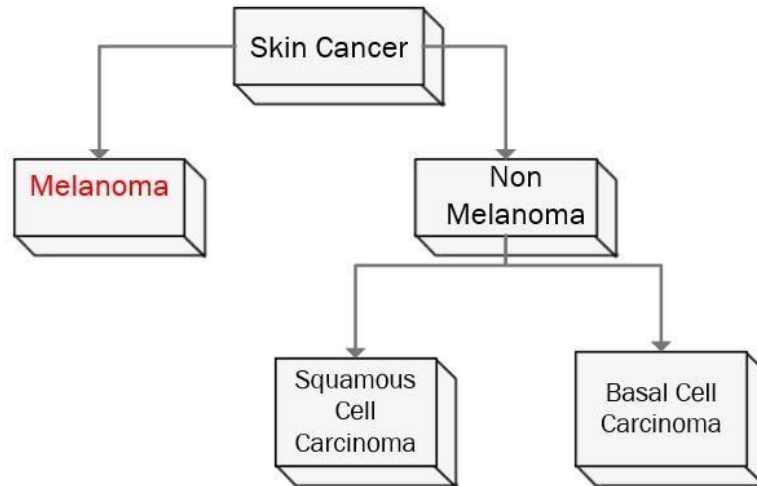 Skin Cancer
Melanoma
Non
Melanoma
Squamous
Cell
Carcinoma
Basal Cell
Carcinoma